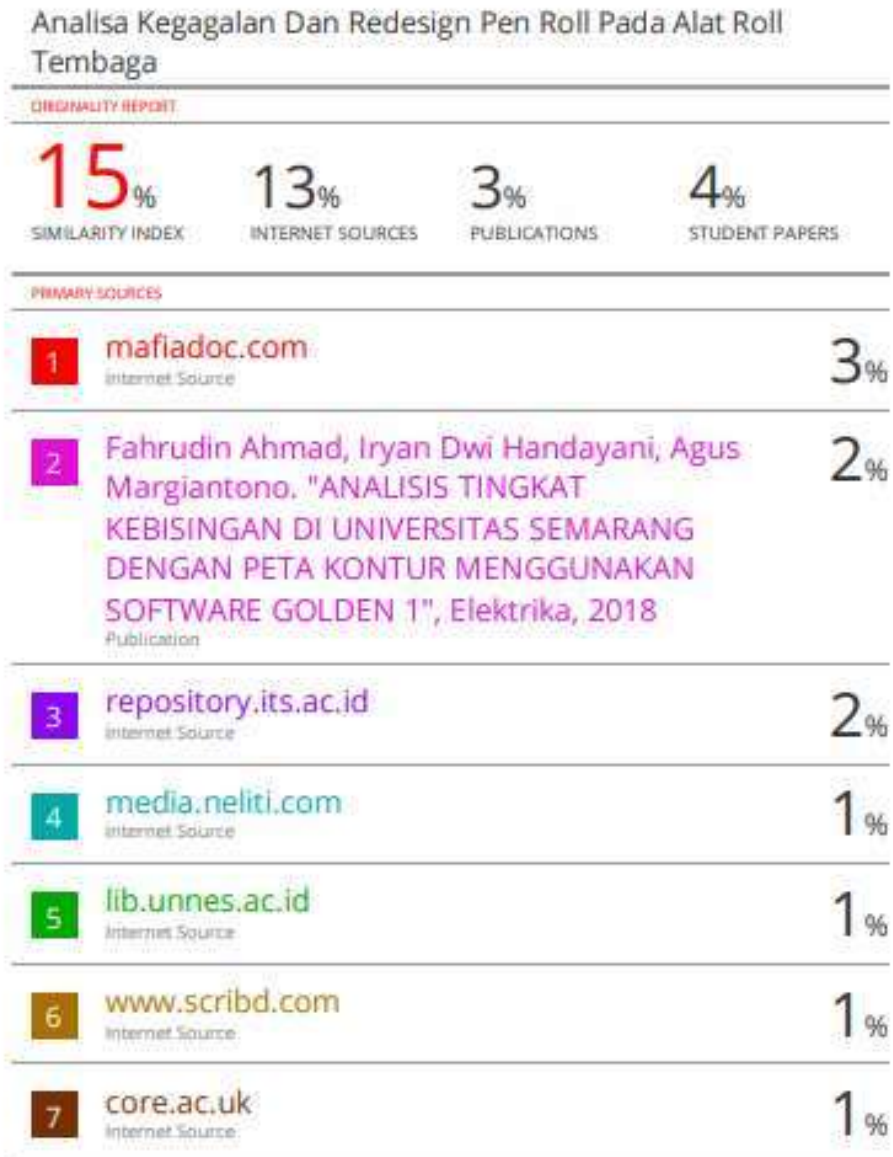 Analisa Kegagalan Dan Redesign Pen Roll Pada Alat Roll
Tembaga
ORIGINALITY REPORT
15%
SIMILARITY INDEX
13%
INTERNET SOURCES
3%
PUBLICATIONS
4%
STUDENT PAPERS
PRIMARY SOURCES
1
mafiadoc.com
Internet Source
3%
2
Fahrudin Ahmad, Iryan Dwi Handayani, Agus
Margiantono. "ANALISIS TINGKAT
KEBISINGAN DI UNIVERSITAS SEMARANG
DENGAN PETA KONTUR MENGGUNAKAN
SOFTWARE GOLDEN 1", Elektrika, 2018
Publication
2%
3
repository.its.ac.id
Internet Source
2%
4
media.neliti.com
Internet Source
1%
5
lib.unnes.ac.id
Internet Source
1%
6
www.scribd.com
Internet Source
1%
7
core.ac.uk
Internet Source
1%